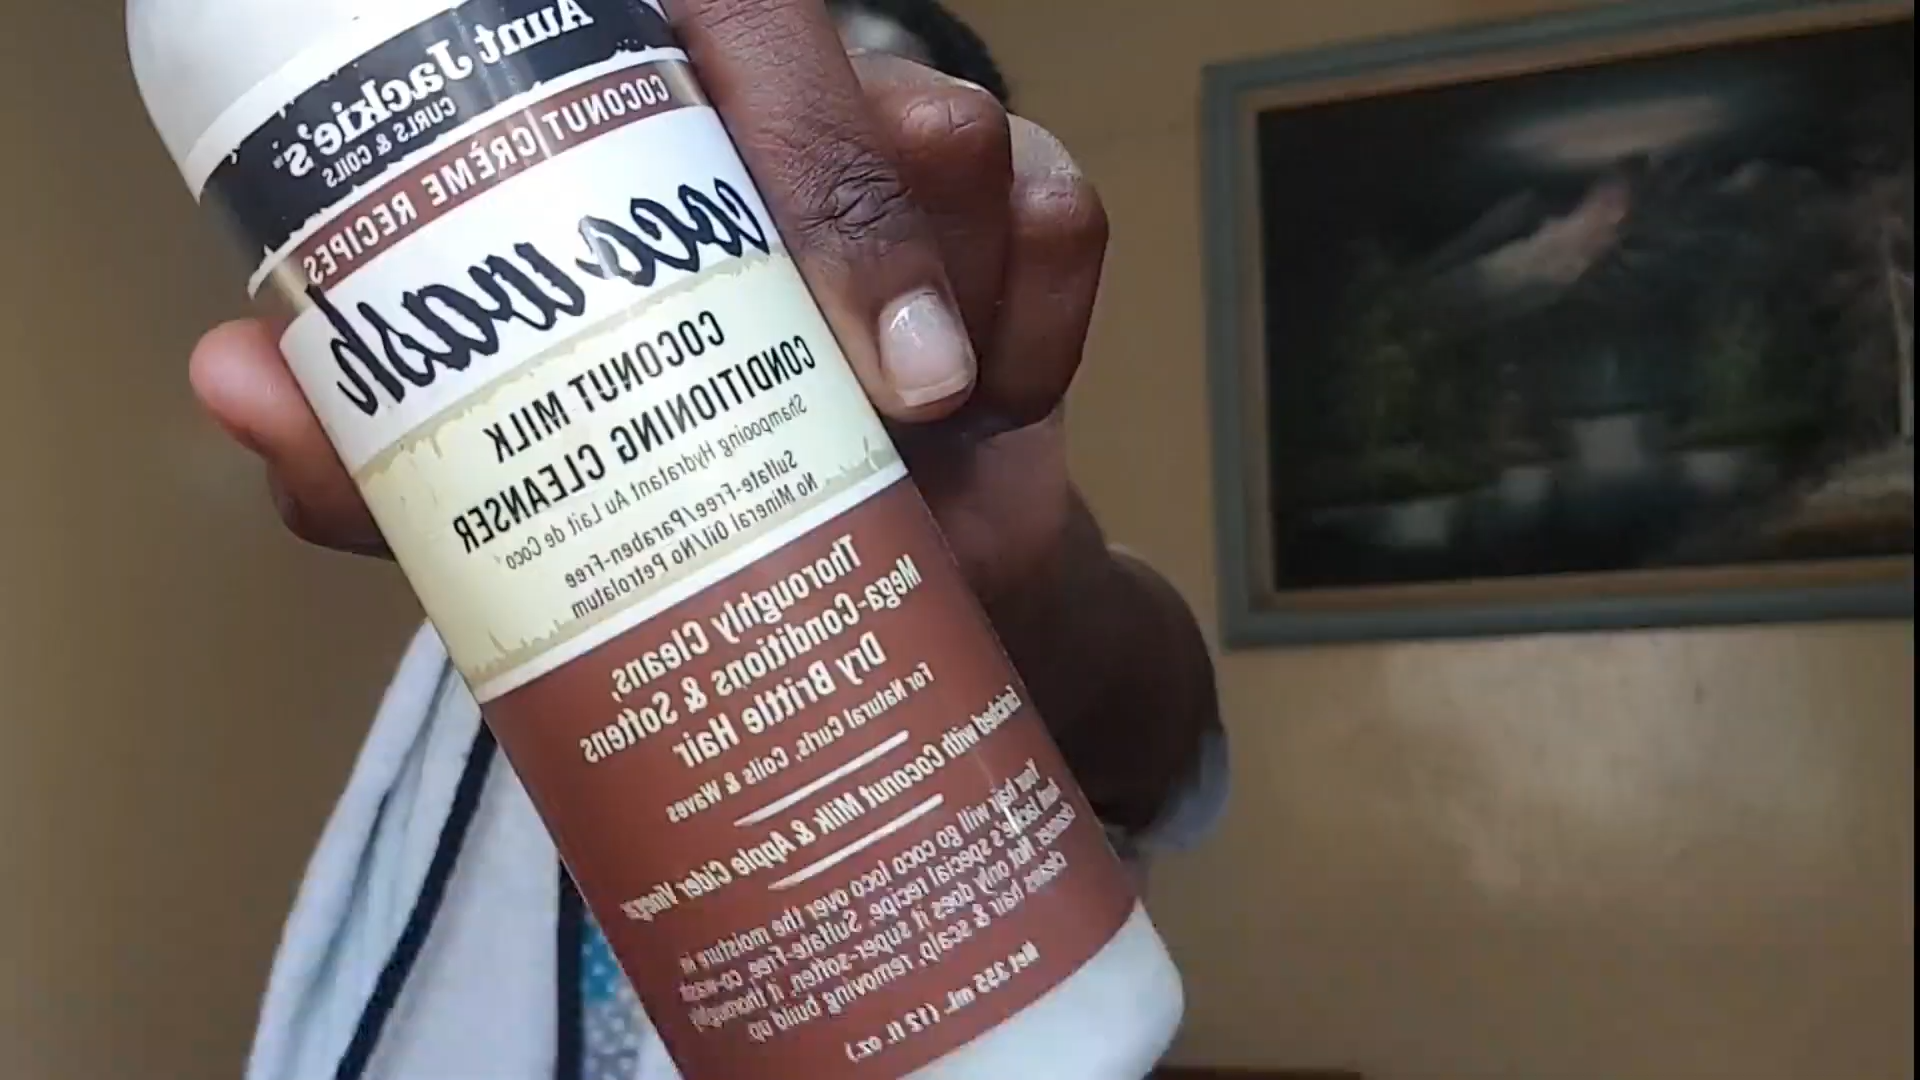 Aunt Jackie's
CURLS & COILS
COCONUT CRÈME RECIPES
coco wash
COCONUT MILK
CONDITIONING CLEANSER
Shampooing Hydratant Au Lait de Coco
Sulfate-Free/Paraben-Free
No Mineral Oil/No Petrolatum
Thoroughly Cleans,
Mega-Conditions & Softens
Dry Brittle Hair
For Natural Curls, Coils & Waves
Enriched with Coconut Milk & Apple Cider
Your hair will go coco loco over the moisture in
Aunt Jackie's special recipe, Sulfate-Free, co-wash
cleanser. Not only does it super-soften, it thoroughly
cleans hair & scalp, removing build up
Net 355 mL (12 fl. oz.)